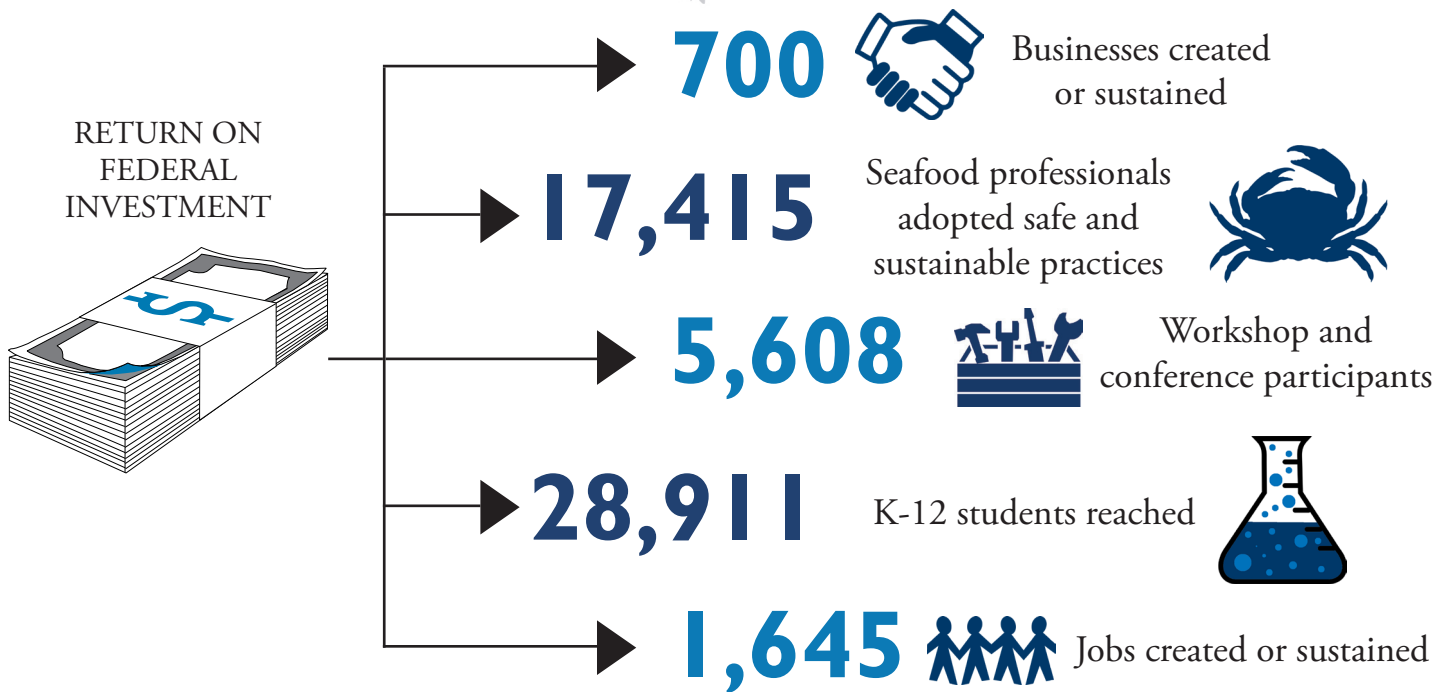 RETURN ON
FEDERAL
INVESTMENT
$
700
Businesses created
or sustained
17,415
Seafood professionals
adopted safe and
sustainable practices
5,608
Workshop and
conference participants
28,911
K-12 students reached
1,645
Jobs created or sustained